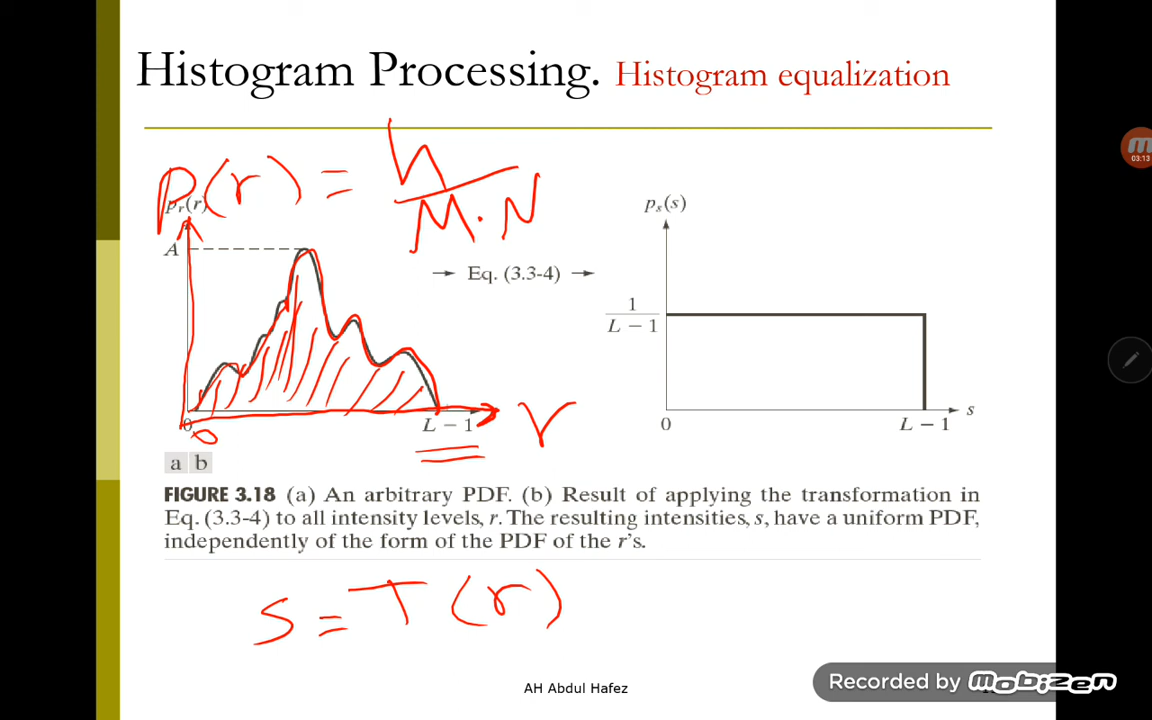 Histogram Processing. Histogram equalization
P(r) = h / M · N
pᵣ(r)
A
→ Eq. (3.3-4) →
0
0
L – 1
r
pₛ(s)
1 / L – 1
0
L – 1
s
a b
FIGURE 3.18 (a) An arbitrary PDF. (b) Result of applying the transformation in
Eq. (3.3-4) to all intensity levels, r. The resulting intensities, s, have a uniform PDF,
independently of the form of the PDF of the r's.
s = T (r)
AH Abdul Hafez
Recorded by mobizen
03:13